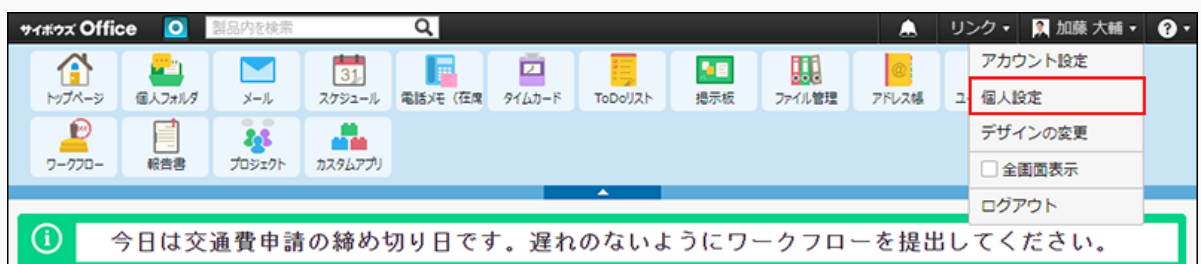 サイボウズ Office 製品内を検索 リンク 加藤 大輔
トップページ 個人フォルダ メール スケジュール 電話メモ（在席 タイムカード ToDoリスト 掲示板 ファイル管理 アドレス帳
ワークフロー 報告書 プロジェクト カスタムアプリ
アカウント設定
個人設定
デザインの変更
全画面表示
ログアウト
今日は交通費申請の締め切り日です。遅れのないようにワークフローを提出してください。